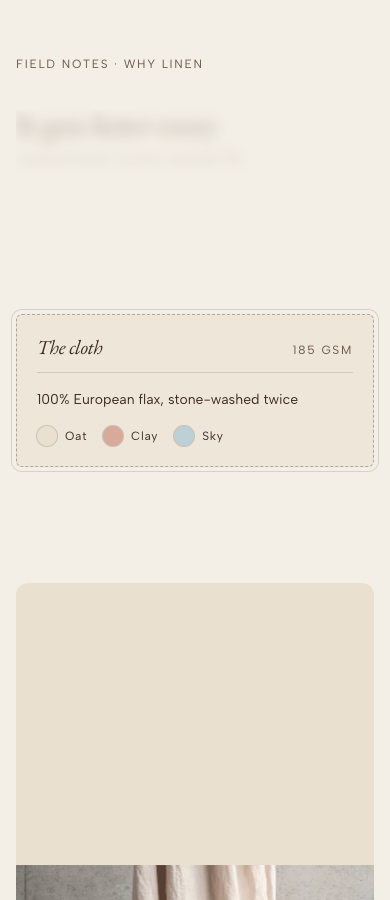 FIELD NOTES · WHY LINEN
The cloth
185 GSM
100% European flax, stone-washed twice
Oat
Clay
Sky